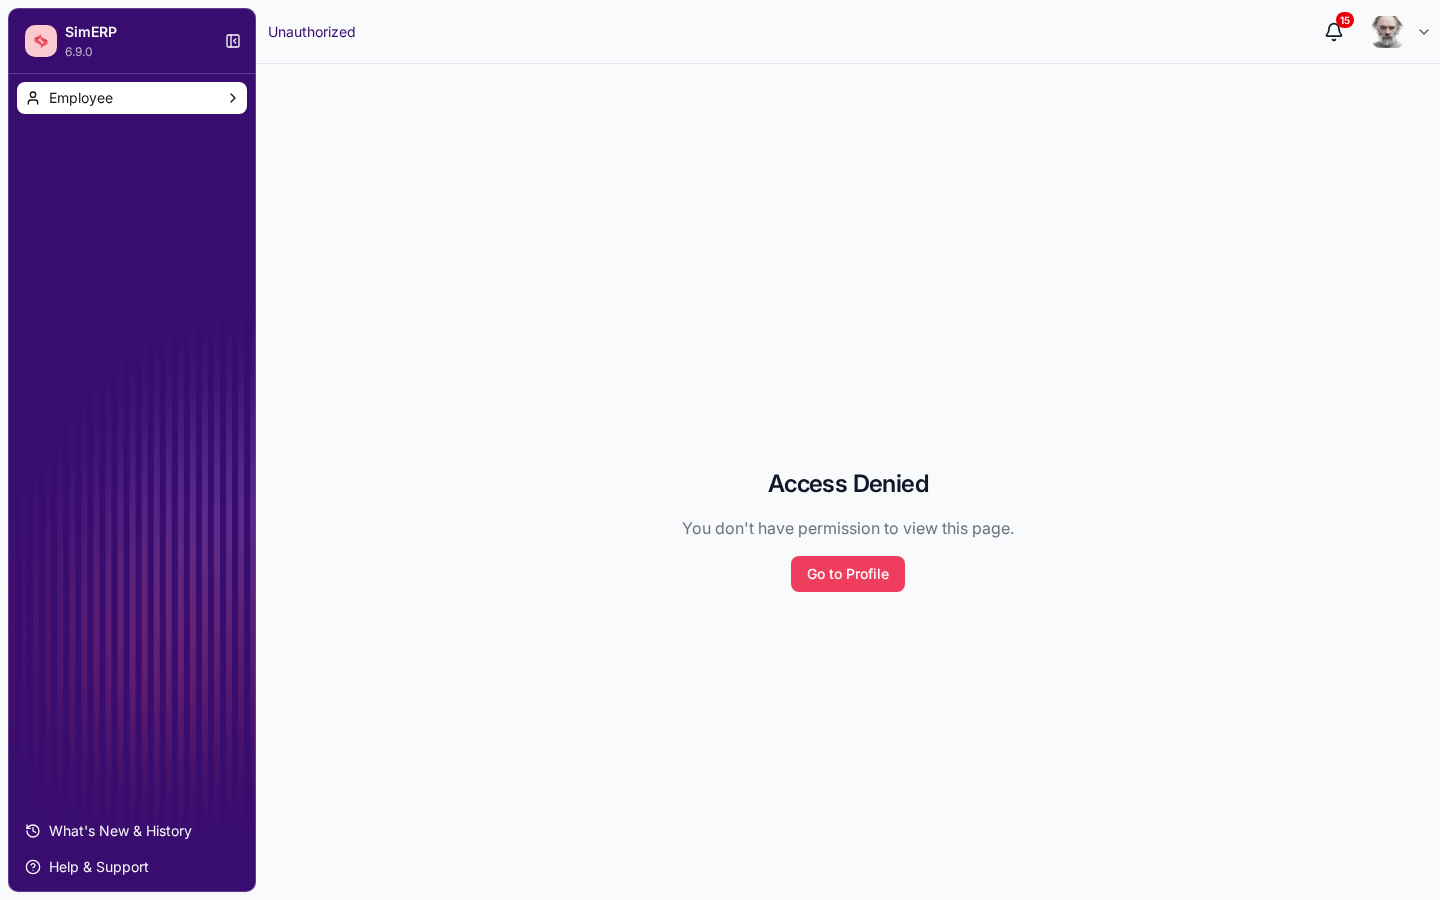 SimERP
6.9.0
Unauthorized
15
Employee
Access Denied
You don't have permission to view this page.
Go to Profile
What's New & History
Help & Support